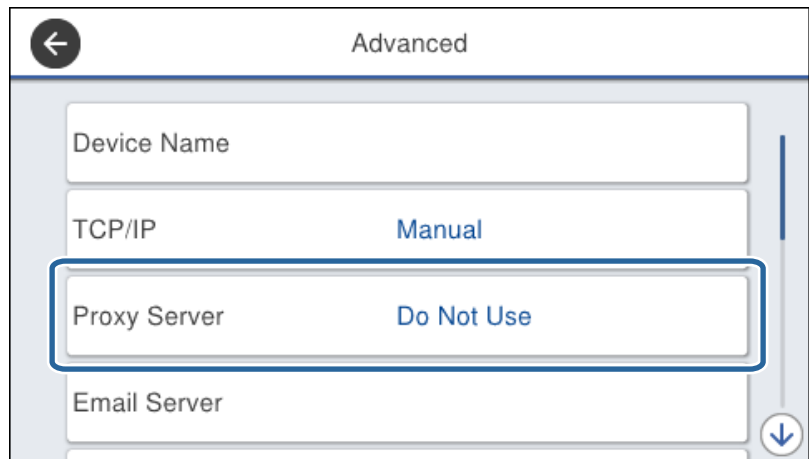 Advanced
Device Name
TCP/IP Manual
Proxy Server Do Not Use
Email Server